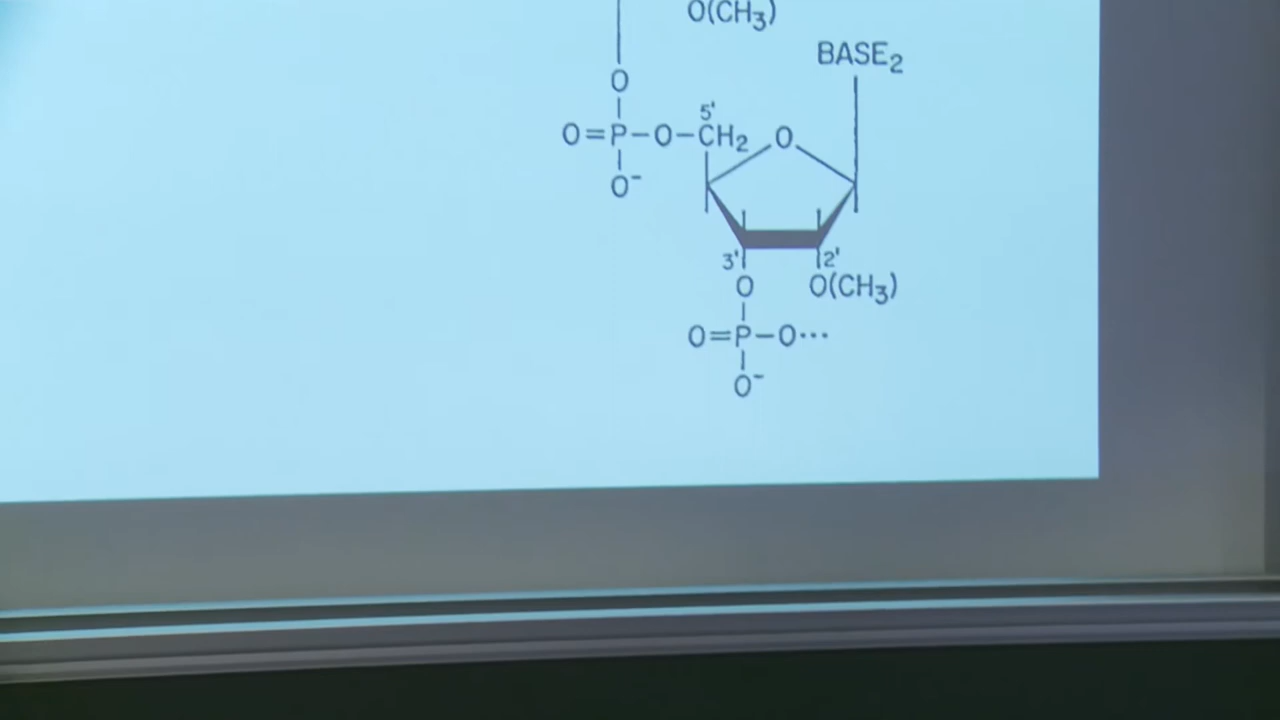 O(CH₃)
BASE₂
O
5'
O=P–O–CH₂ O
O⁻
3' 2'
O O(CH₃)
O=P–O···
O⁻